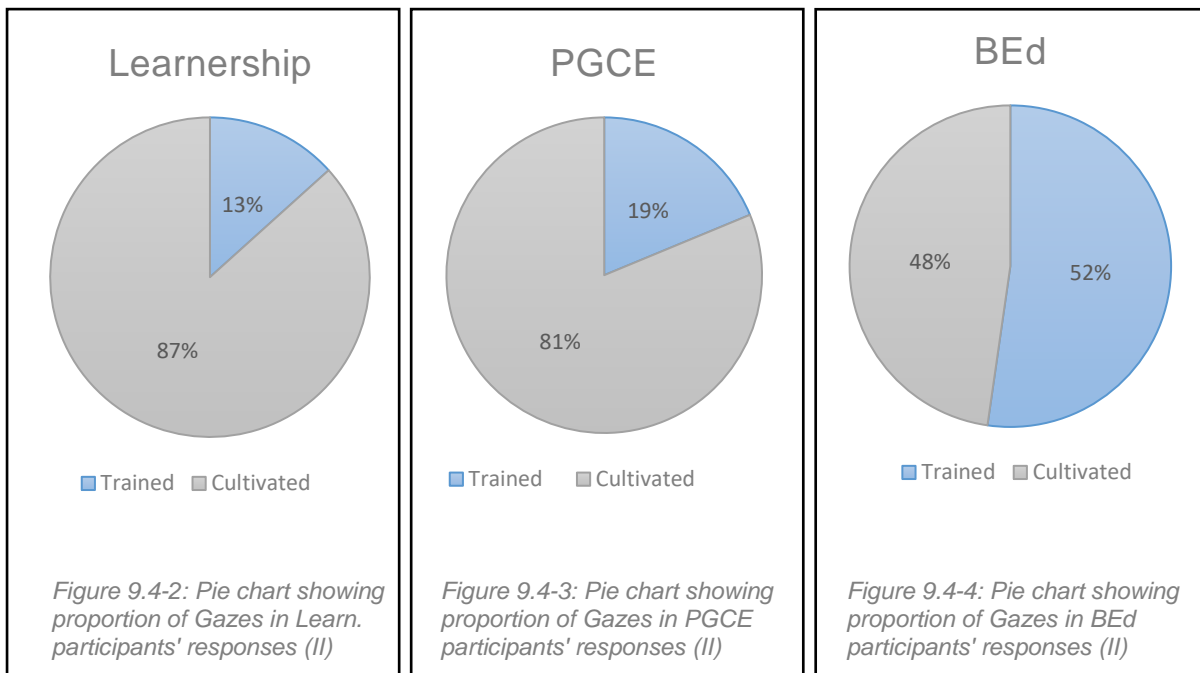 Learnership
13%
87%
Trained Cultivated
Figure 9.4-2: Pie chart showing
proportion of Gazes in Learn.
participants' responses (II)
PGCE
19%
81%
Trained Cultivated
Figure 9.4-3: Pie chart showing
proportion of Gazes in PGCE
participants' responses (II)
BEd
48%
52%
Trained Cultivated
Figure 9.4-4: Pie chart showing
proportion of Gazes in BEd
participants' responses (II)